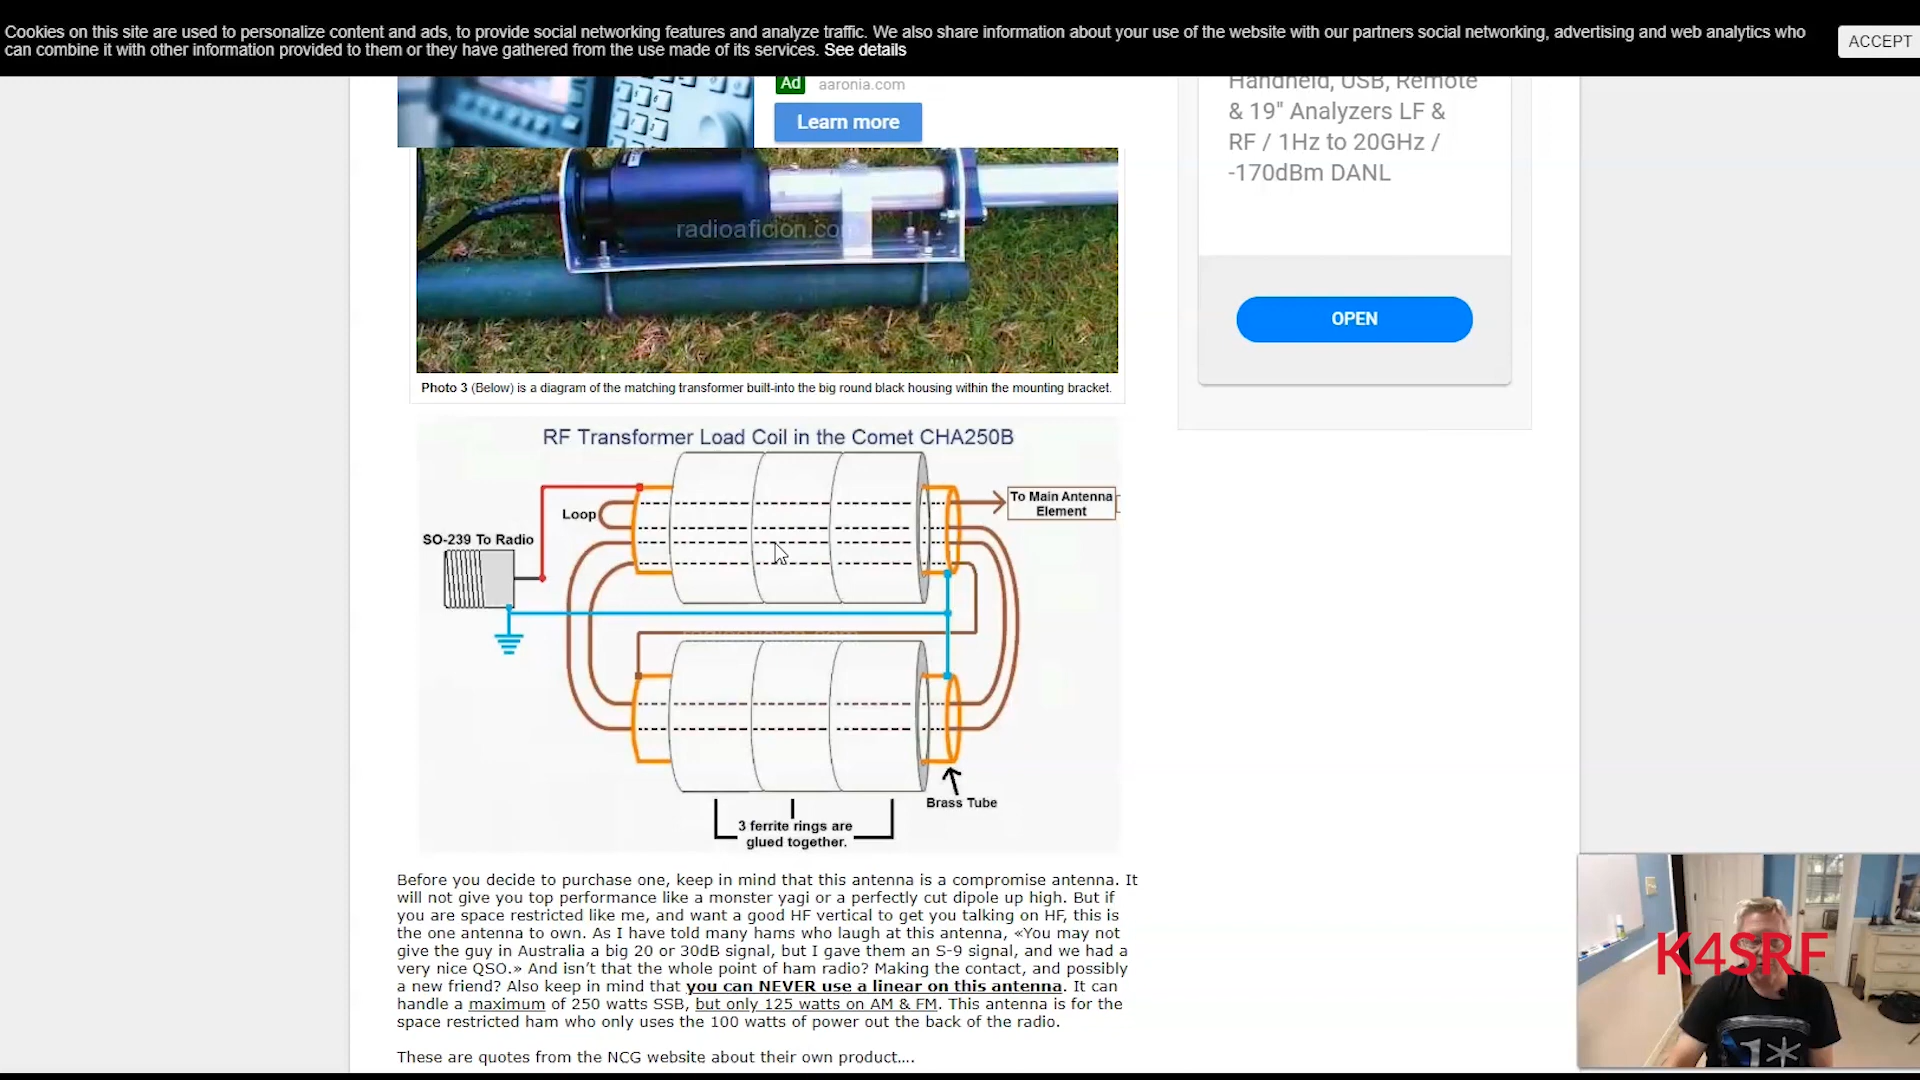 Cookies on this site are used to personalize content and ads, to provide social networking features and analyze traffic. We also share information about your use of the website with our partners social networking, advertising and web analytics who
can combine it with other information provided to them or they have gathered from the use made of its services. See details
ACCEPT
Ad aaronia.com
Learn more
Handheld, USB, Remote
& 19" Analyzers LF &
RF / 1Hz to 20GHz /
-170dBm DANL
OPEN
radioaficion.co
Photo 3 (Below) is a diagram of the matching transformer built-into the big round black housing within the mounting bracket.
RF Transformer Load Coil in the Comet CHA250B
To Main Antenna
Element
Loop
SO-239 To Radio
Brass Tube
3 ferrite rings are
glued together.
Before you decide to purchase one, keep in mind that this antenna is a compromise antenna. It
will not give you top performance like a monster yagi or a perfectly cut dipole up high. But if
you are space restricted like me, and want a good HF vertical to get you talking on HF, this is
the one antenna to own. As I have told many hams who laugh at this antenna, «You may not
give the guy in Australia a big 20 or 30dB signal, but I gave them an S-9 signal, and we had a
very nice QSO.» And isn’t that the whole point of ham radio? Making the contact, and possibly
a new friend? Also keep in mind that you can NEVER use a linear on this antenna. It can
handle a maximum of 250 watts SSB, but only 125 watts on AM & FM. This antenna is for the
space restricted ham who only uses the 100 watts of power out the back of the radio.
These are quotes from the NCG website about their own product….
K4SRF
1*